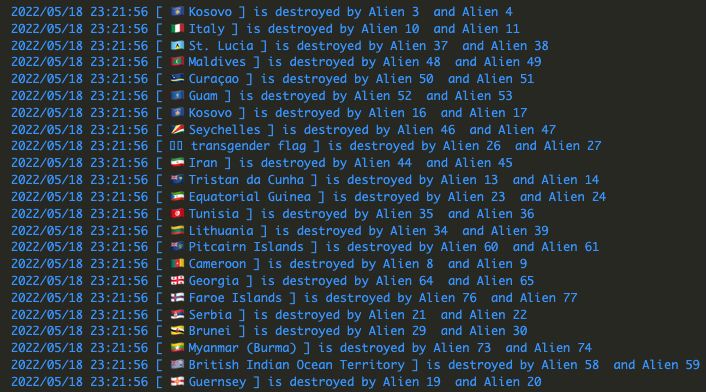 2022/05/18 23:21:56 [ 🇽🇰 Kosovo ] is destroyed by Alien 3  and Alien 4
2022/05/18 23:21:56 [ 🇮🇹 Italy ] is destroyed by Alien 10  and Alien 11
2022/05/18 23:21:56 [ 🇱🇨 St. Lucia ] is destroyed by Alien 37  and Alien 38
2022/05/18 23:21:56 [ 🇲🇻 Maldives ] is destroyed by Alien 48  and Alien 49
2022/05/18 23:21:56 [ 🇨🇼 Curaçao ] is destroyed by Alien 50  and Alien 51
2022/05/18 23:21:56 [ 🇬🇺 Guam ] is destroyed by Alien 52  and Alien 53
2022/05/18 23:21:56 [ 🇽🇰 Kosovo ] is destroyed by Alien 16  and Alien 17
2022/05/18 23:21:56 [ 🇸🇨 Seychelles ] is destroyed by Alien 46  and Alien 47
2022/05/18 23:21:56 [ transgender flag ] is destroyed by Alien 26  and Alien 27
2022/05/18 23:21:56 [ 🇮🇷 Iran ] is destroyed by Alien 44  and Alien 45
2022/05/18 23:21:56 [ 🇹🇦 Tristan da Cunha ] is destroyed by Alien 13  and Alien 14
2022/05/18 23:21:56 [ 🇬🇶 Equatorial Guinea ] is destroyed by Alien 23  and Alien 24
2022/05/18 23:21:56 [ 🇹🇳 Tunisia ] is destroyed by Alien 35  and Alien 36
2022/05/18 23:21:56 [ 🇱🇹 Lithuania ] is destroyed by Alien 34  and Alien 39
2022/05/18 23:21:56 [ 🇵🇳 Pitcairn Islands ] is destroyed by Alien 60  and Alien 61
2022/05/18 23:21:56 [ 🇨🇲 Cameroon ] is destroyed by Alien 8  and Alien 9
2022/05/18 23:21:56 [ 🇬🇪 Georgia ] is destroyed by Alien 64  and Alien 65
2022/05/18 23:21:56 [ 🇫🇴 Faroe Islands ] is destroyed by Alien 76  and Alien 77
2022/05/18 23:21:56 [ 🇷🇸 Serbia ] is destroyed by Alien 21  and Alien 22
2022/05/18 23:21:56 [ 🇧🇳 Brunei ] is destroyed by Alien 29  and Alien 30
2022/05/18 23:21:56 [ 🇲🇲 Myanmar (Burma) ] is destroyed by Alien 73  and Alien 74
2022/05/18 23:21:56 [ 🇮🇴 British Indian Ocean Territory ] is destroyed by Alien 58  and Alien 59
2022/05/18 23:21:56 [ 🇬🇬 Guernsey ] is destroyed by Alien 19  and Alien 20